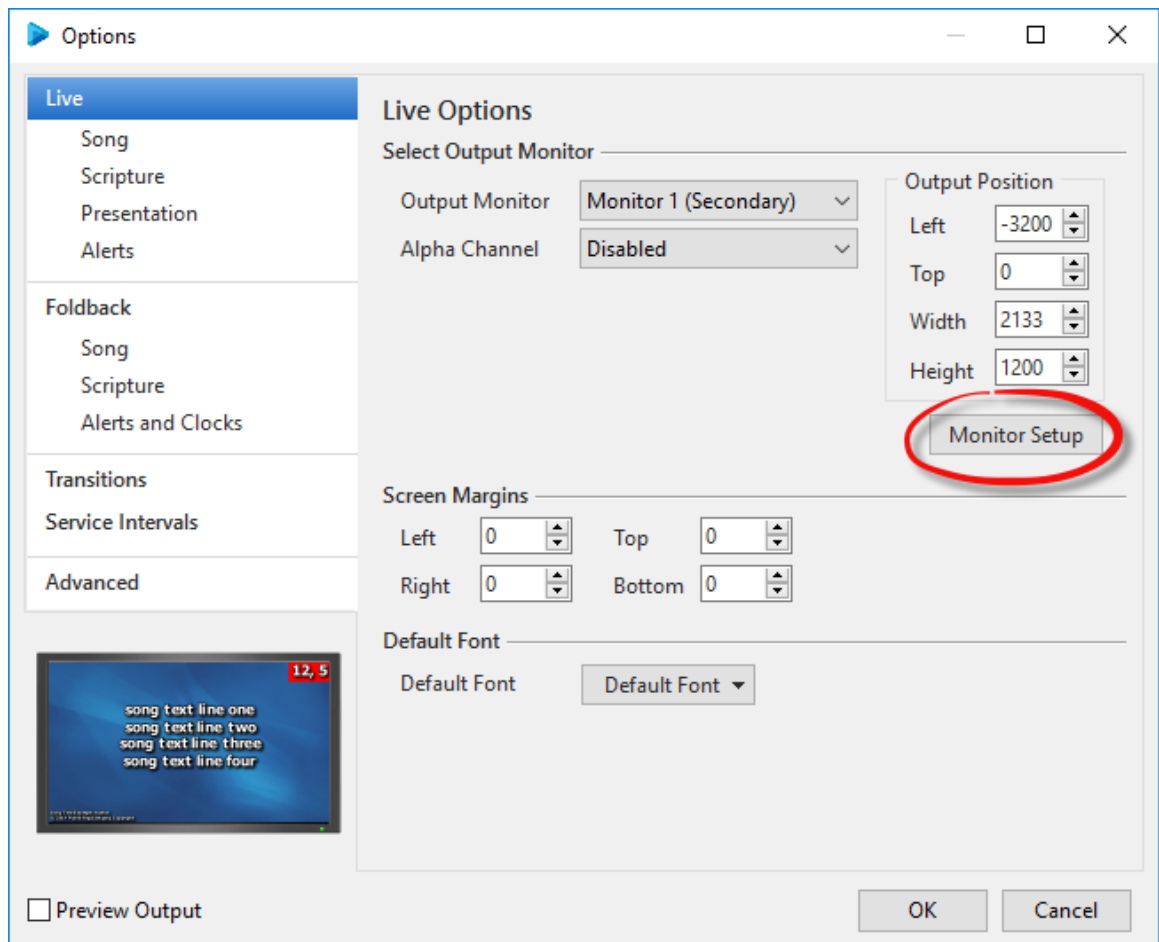 Options
Live
Song
Scripture
Presentation
Alerts
Foldback
Song
Scripture
Alerts and Clocks
Transitions
Service Intervals
Advanced
12, 5
song text line one
song text line two
song text line three
song text line four
Live Options
Select Output Monitor
Output Monitor Monitor 1 (Secondary)
Alpha Channel Disabled
Output Position
Left -3200
Top 0
Width 2133
Height 1200
Monitor Setup
Screen Margins
Left 0 Top 0
Right 0 Bottom 0
Default Font
Default Font Default Font
Preview Output
OK Cancel